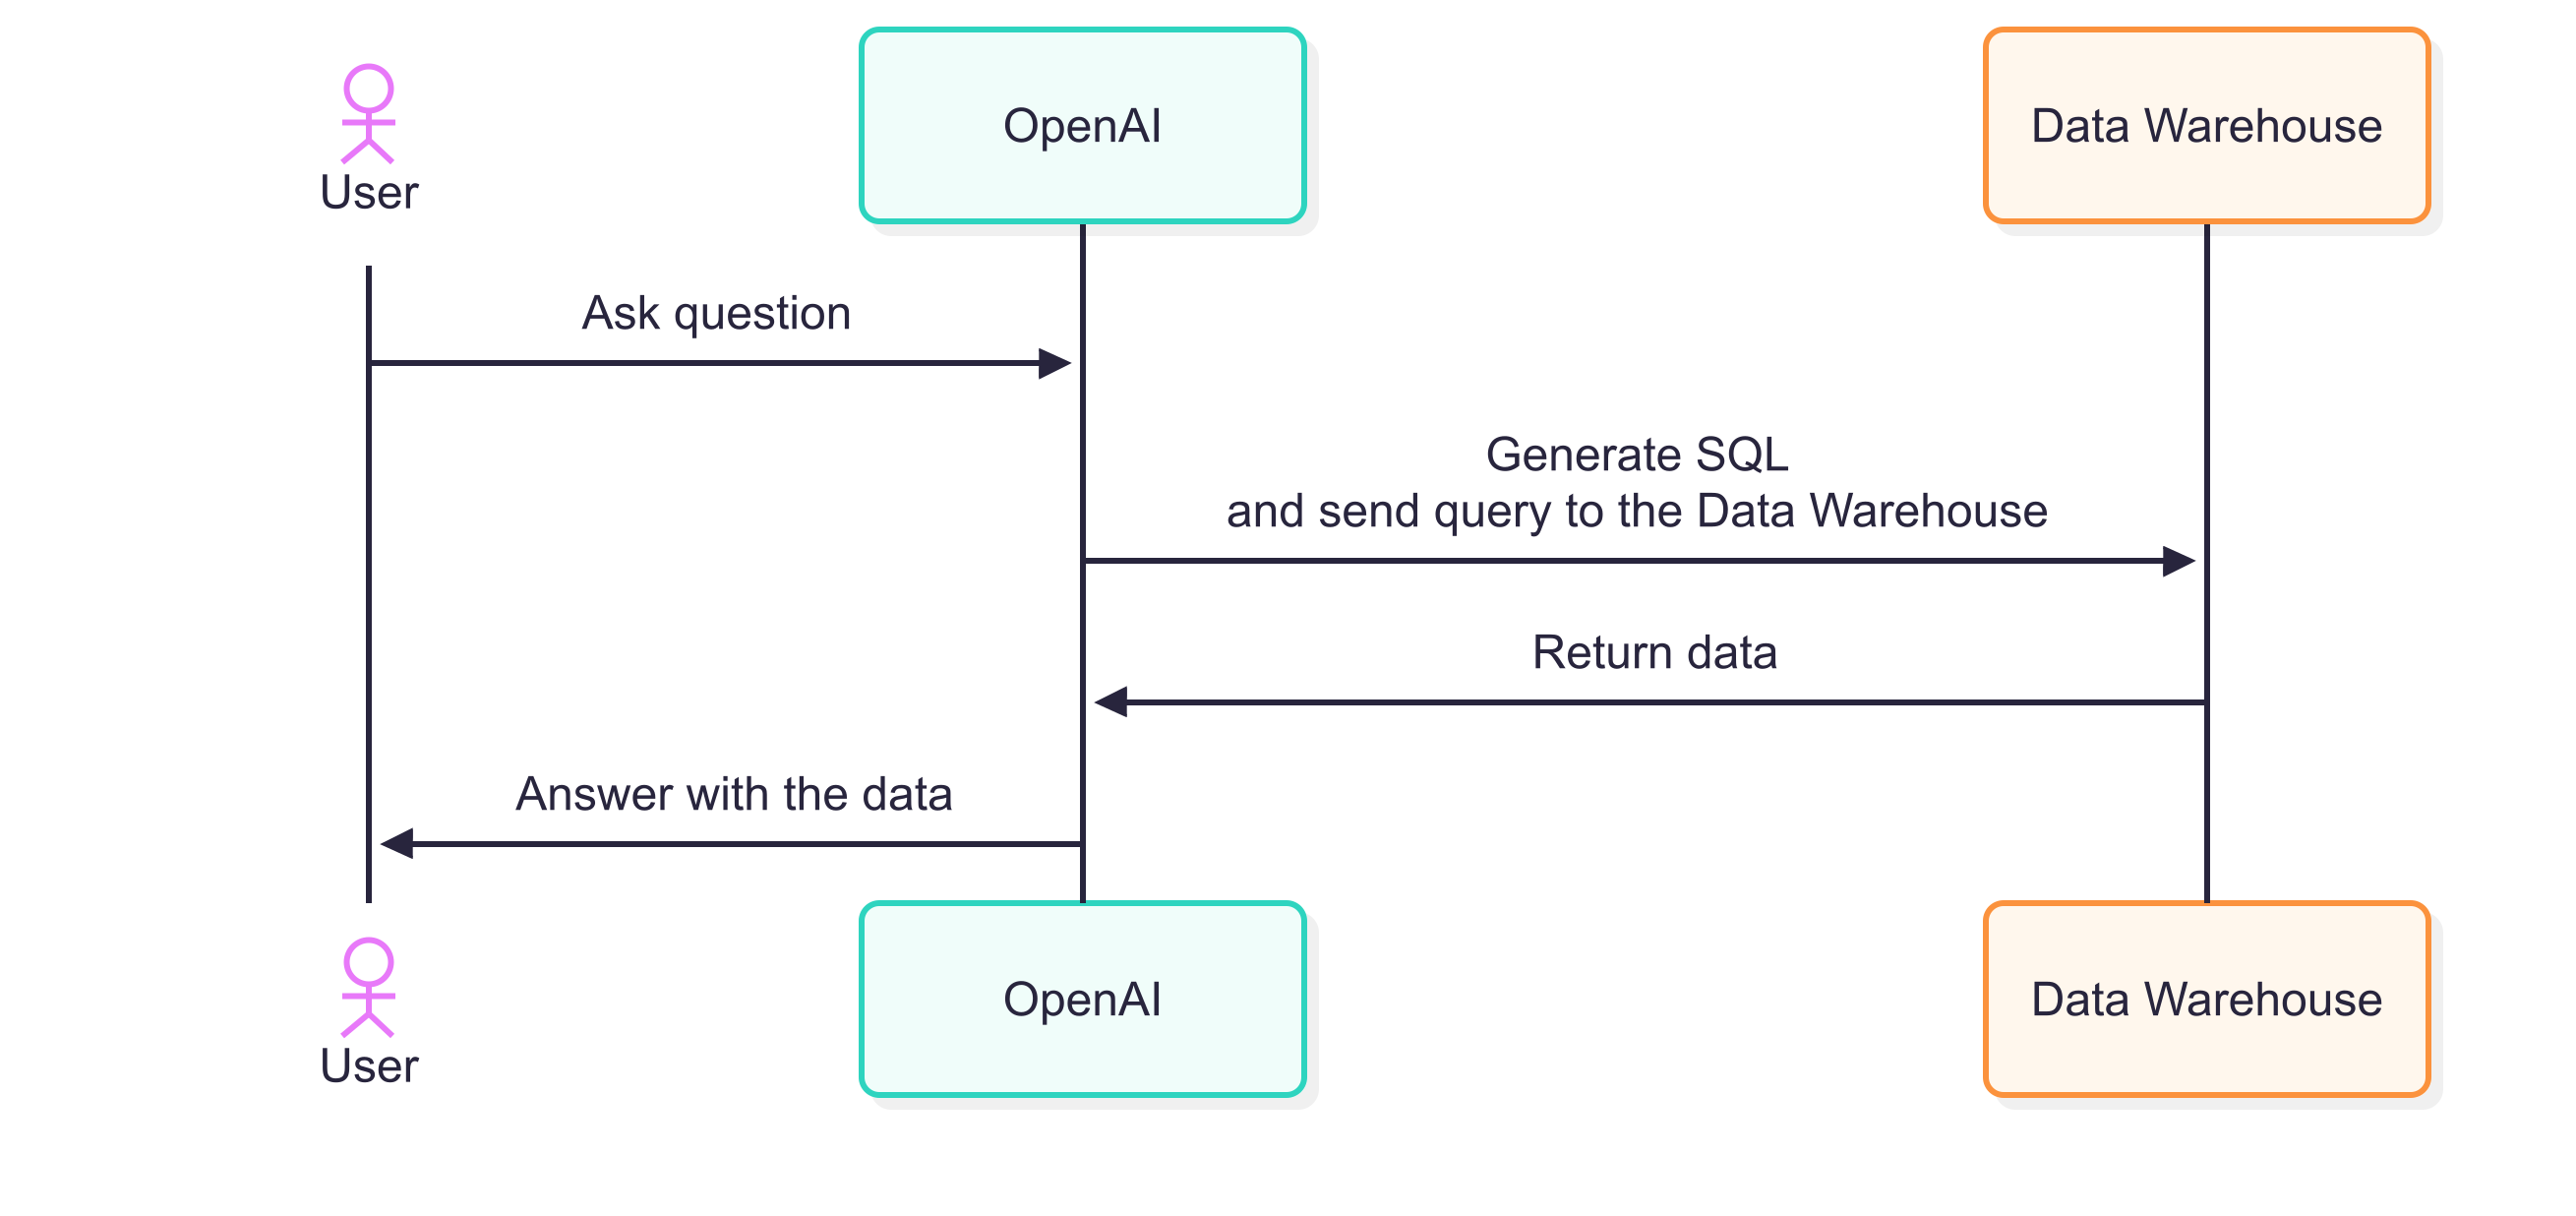 User
OpenAI
Data Warehouse
Ask question
Generate SQL
and send query to the Data Warehouse
Return data
Answer with the data
User
OpenAI
Data Warehouse